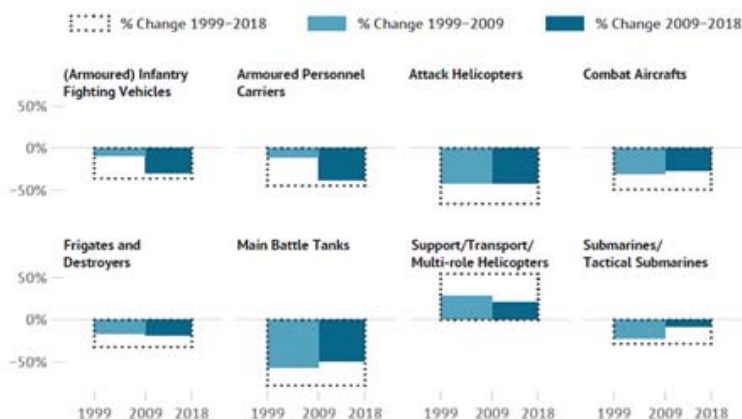 % Change 1999–2018 % Change 1999–2009 % Change 2009–2018
(Armoured) Infantry
Fighting Vehicles
Armoured Personnel
Carriers
Attack Helicopters
Combat Aircrafts
50%
0%
−50%
Frigates and
Destroyers
Main Battle Tanks
Support/Transport/
Multi-role Helicopters
Submarines/
Tactical Submarines
50%
0%
−50%
1999 2009 2018 1999 2009 2018 1999 2009 2018 1999 2009 2018